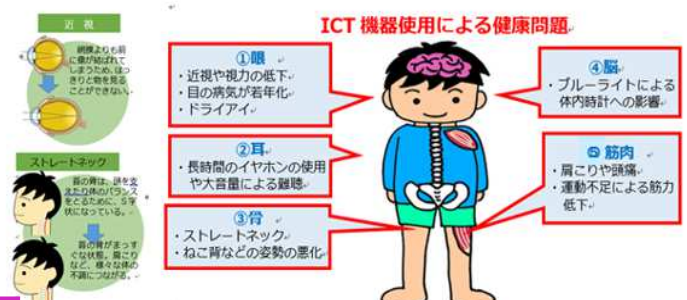 近 視
網膜よりも前
に像が結ばれて
しまうため、はっ
きりと物を見る
ことができない。
ストレートネック
首の骨は、頭を支
えたり体のバランス
をとるために、S字
状になっている。
首の骨がまっす
ぐな状態。肩こり
など、様々な体の
不調につながる。
ICT 機器使用による健康問題
①眼
・近視や視力の低下
・目の病気が若年化
・ドライアイ
②耳
・長時間のイヤホンの使用
や大音量による難聴
③骨
・ストレートネック
・ねこ背などの姿勢の悪化
④脳
・ブルーライトによる
体内時計への影響
⑤ 筋肉
・肩こりや頭痛
・運動不足による筋力
低下